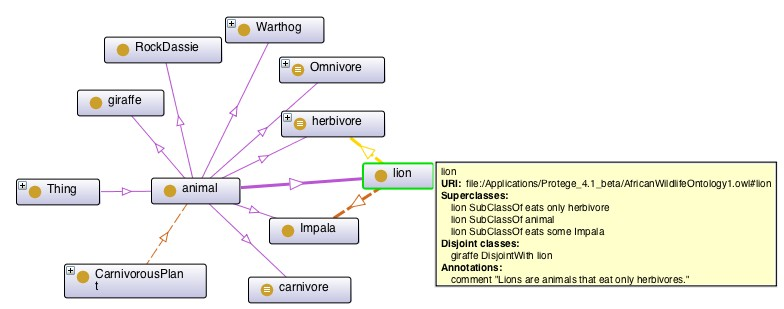 Warthog
RockDassie
Omnivore
giraffe
herbivore
lion
Thing
animal
Impala
CarnivorousPlan
t
carnivore
lion
URI: file:/Applications/Protege_4.1_beta/AfricanWildlifeOntology1.owl#lion
Superclasses:
lion SubClassOf eats only herbivore
lion SubClassOf animal
lion SubClassOf eats some Impala
Disjoint classes:
giraffe DisjointWith lion
Annotations:
comment "Lions are animals that eat only herbivores."